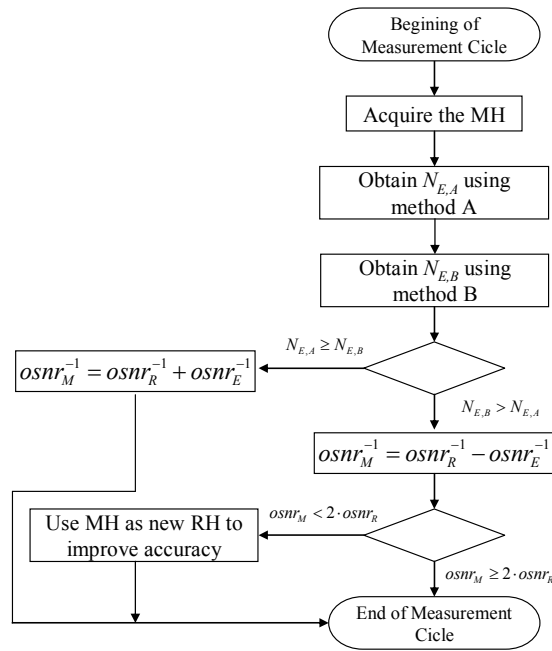 Begining of
Measurement Cicle
Acquire the MH
Obtain N_{E,A} using
method A
Obtain N_{E,B} using
method B
N_{E,A} ≥ N_{E,B}
osnr_M^{-1} = osnr_R^{-1} + osnr_E^{-1}
N_{E,B} > N_{E,A}
osnr_M^{-1} = osnr_R^{-1} − osnr_E^{-1}
osnr_M < 2 · osnr_R
Use MH as new RH to
improve accuracy
osnr_M ≥ 2 · osnr_R
End of Measurement
Cicle